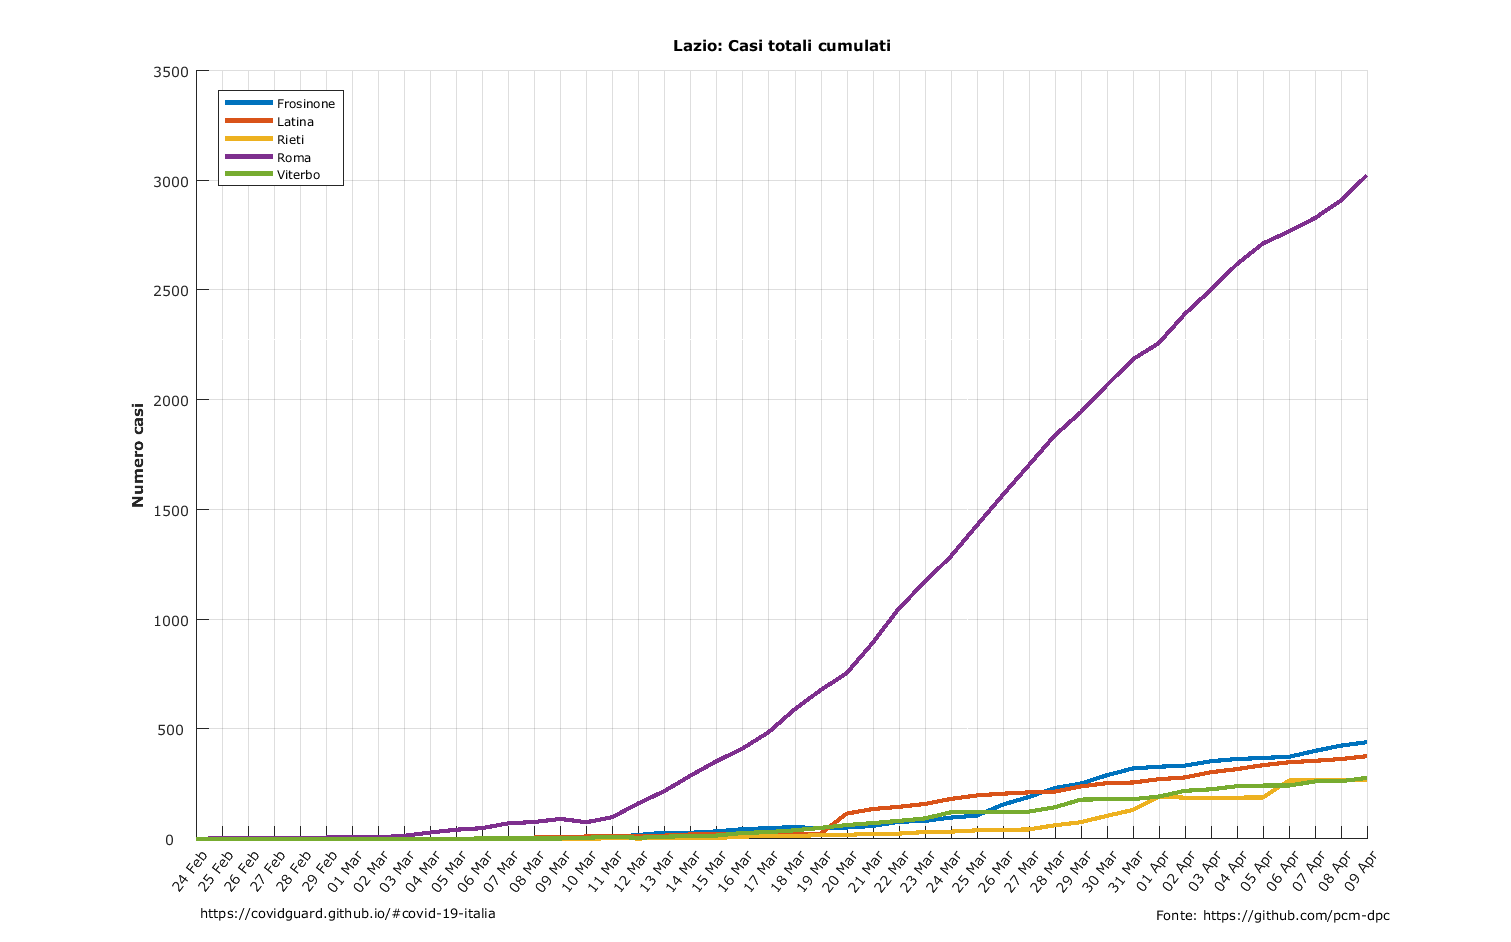 Lazio: Casi totali cumulati
Numero casi
3500
3000
2500
2000
1500
1000
500
0
Frosinone
Latina
Rieti
Roma
Viterbo
24 Feb
25 Feb
26 Feb
27 Feb
28 Feb
29 Feb
01 Mar
02 Mar
03 Mar
04 Mar
05 Mar
06 Mar
07 Mar
08 Mar
09 Mar
10 Mar
11 Mar
12 Mar
13 Mar
14 Mar
15 Mar
16 Mar
17 Mar
18 Mar
19 Mar
20 Mar
21 Mar
22 Mar
23 Mar
24 Mar
25 Mar
26 Mar
27 Mar
28 Mar
29 Mar
30 Mar
31 Mar
01 Apr
02 Apr
03 Apr
04 Apr
05 Apr
06 Apr
07 Apr
08 Apr
09 Apr
https://covidguard.github.io/#covid-19-italia
Fonte: https://github.com/pcm-dpc